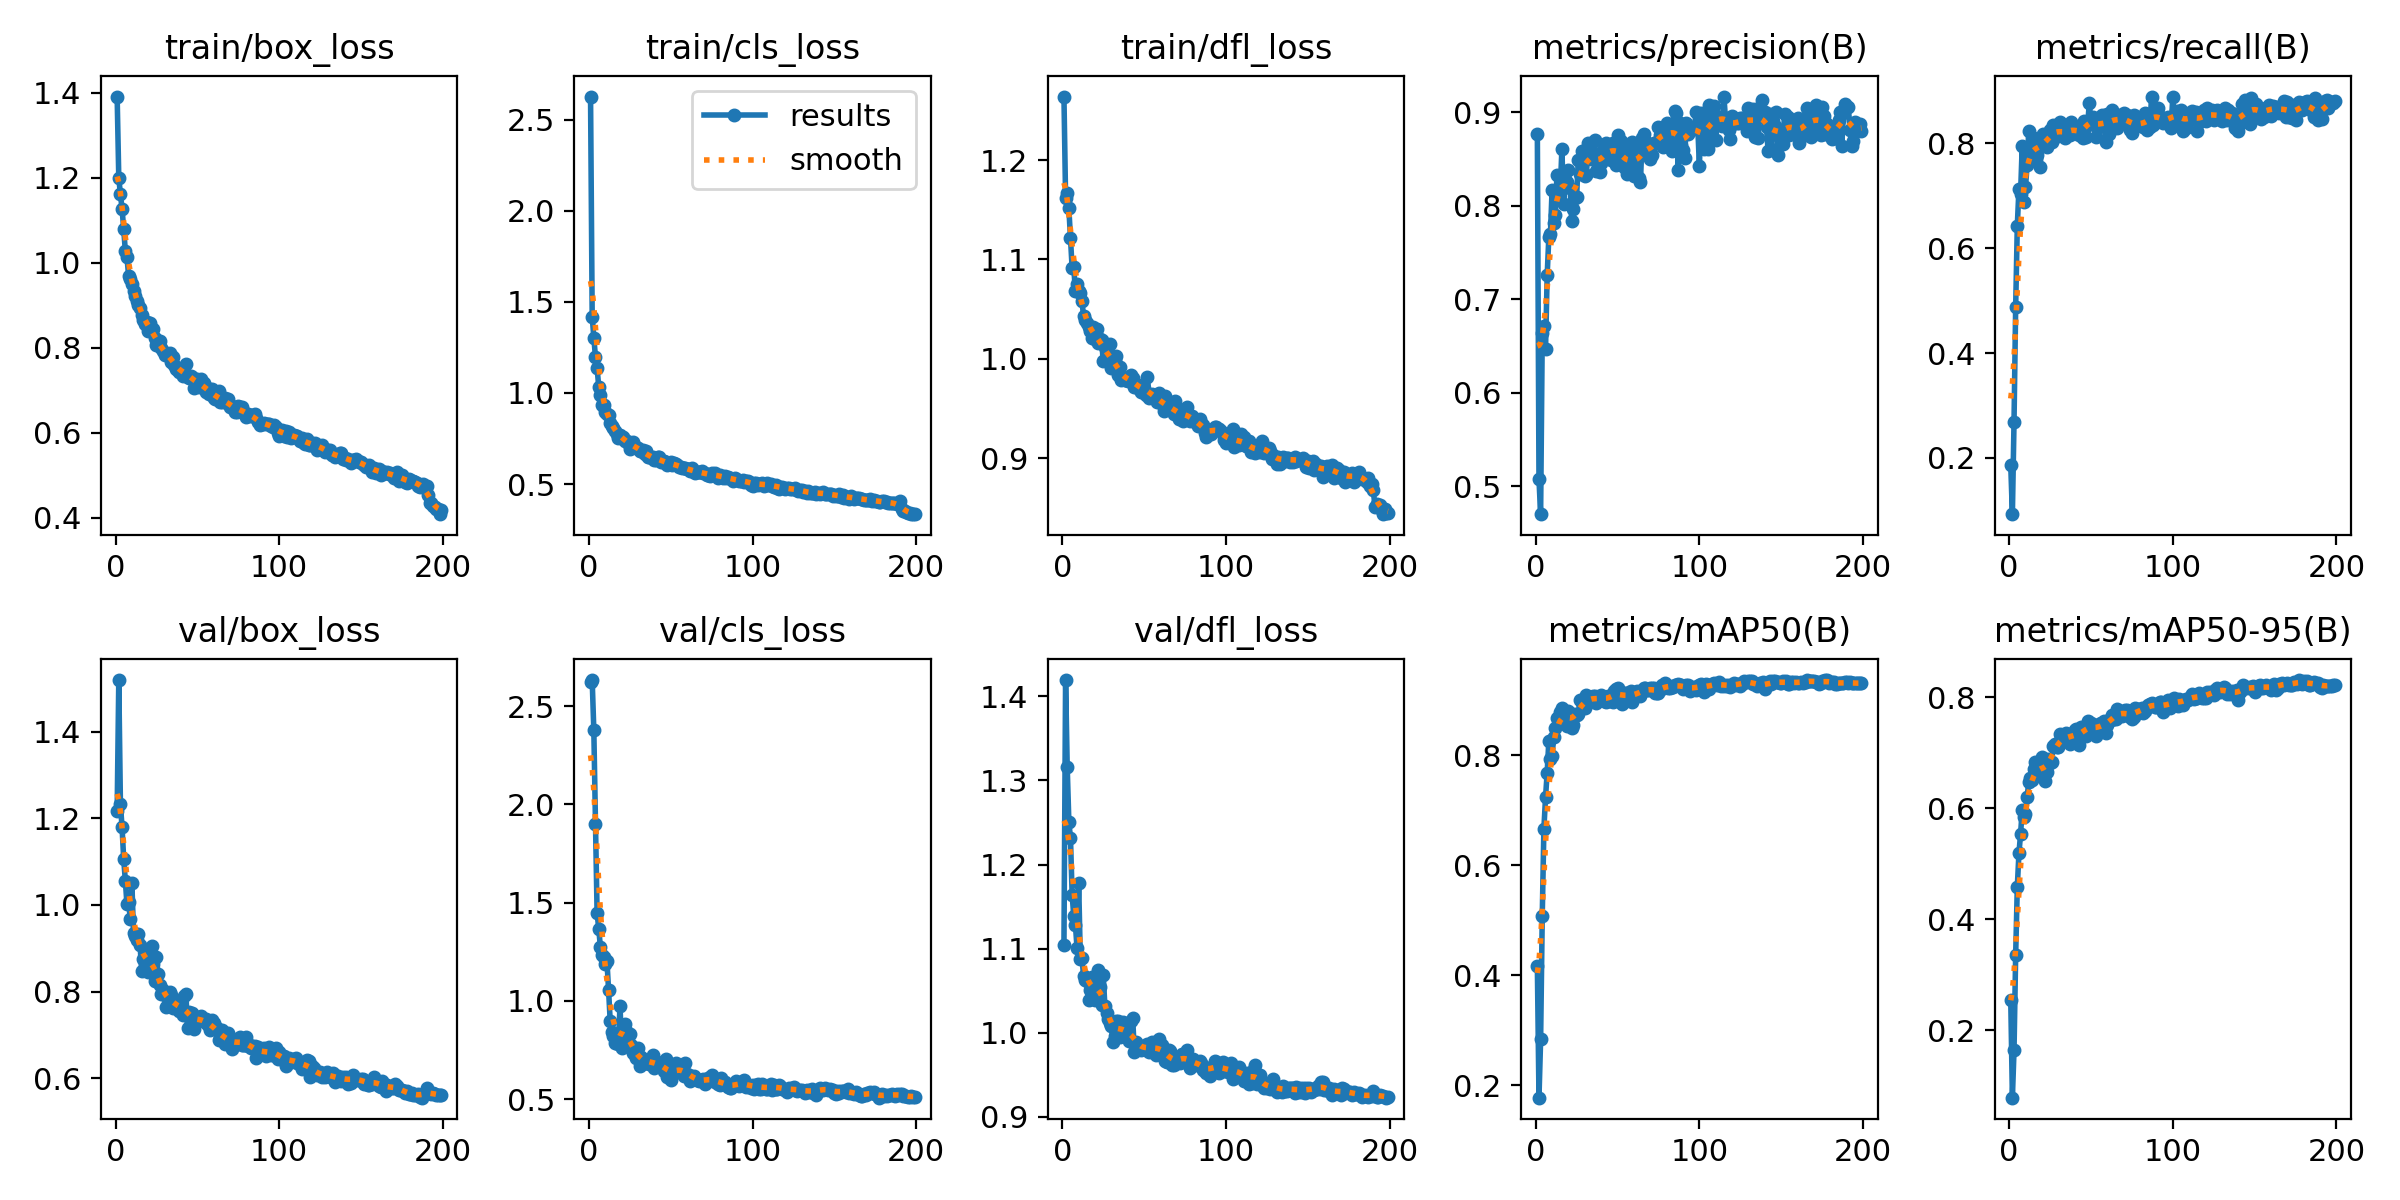 train/box_loss
1.4
1.2
1.0
0.8
0.6
0.4
0 100 200
train/cls_loss
results
smooth
2.5
2.0
1.5
1.0
0.5
0 100 200
train/dfl_loss
1.2
1.1
1.0
0.9
0 100 200
metrics/precision(B)
0.9
0.8
0.7
0.6
0.5
0 100 200
metrics/recall(B)
0.8
0.6
0.4
0.2
0 100 200
val/box_loss
1.4
1.2
1.0
0.8
0.6
0 100 200
val/cls_loss
2.5
2.0
1.5
1.0
0.5
0 100 200
val/dfl_loss
1.4
1.3
1.2
1.1
1.0
0.9
0 100 200
metrics/mAP50(B)
0.8
0.6
0.4
0.2
0 100 200
metrics/mAP50-95(B)
0.8
0.6
0.4
0.2
0 100 200